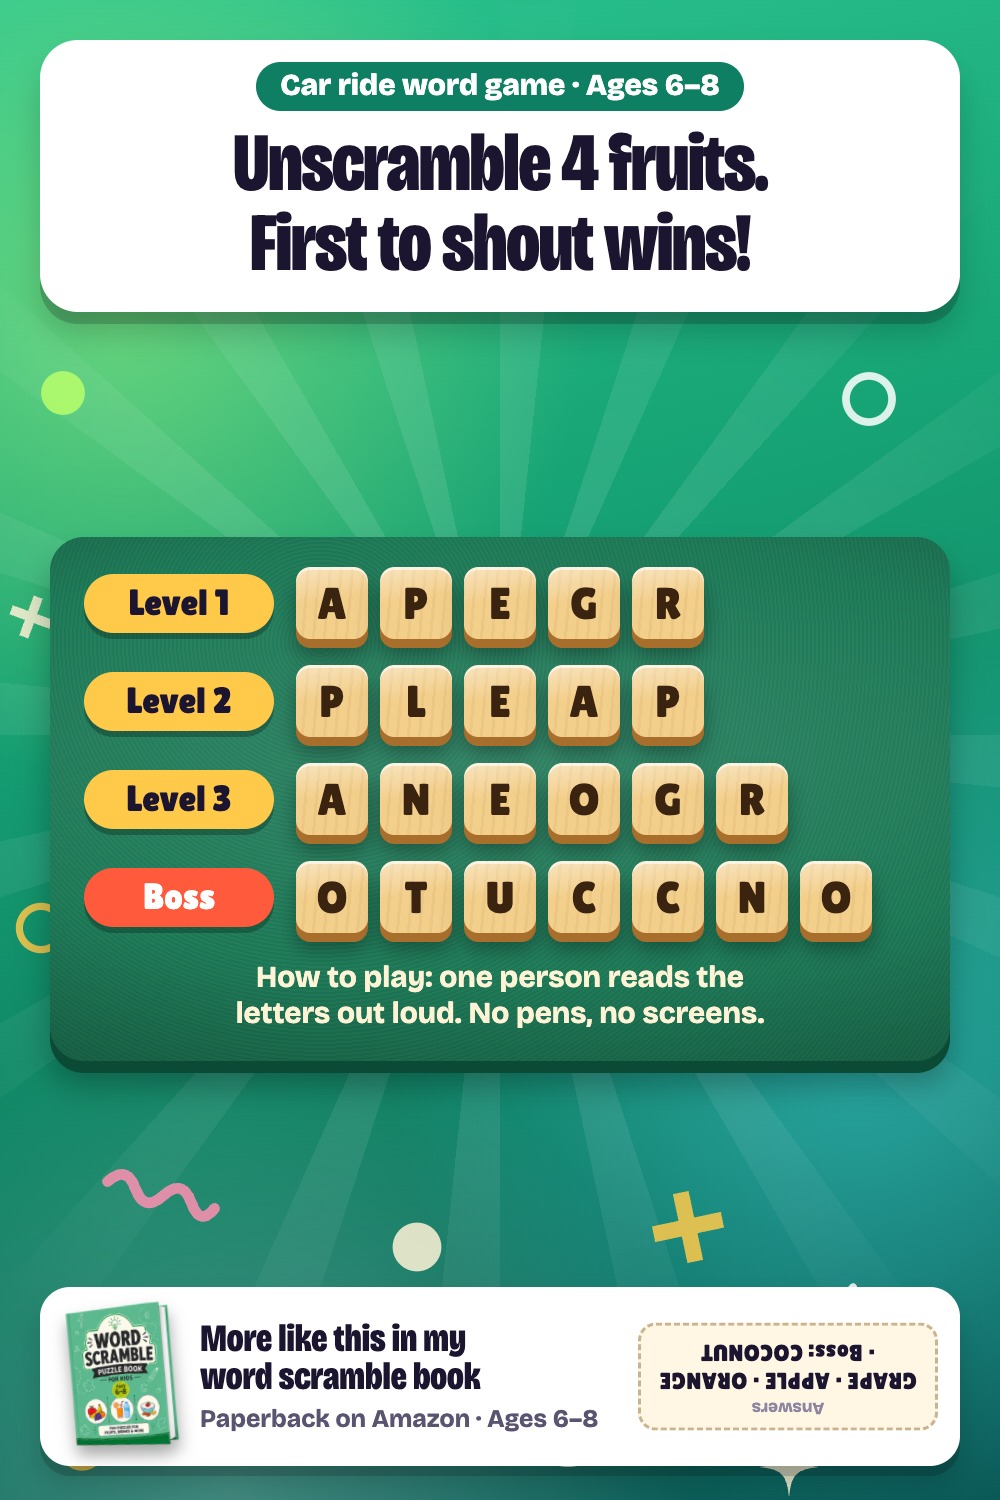 Car ride word game · Ages 6–8
Unscramble 4 fruits.
First to shout wins!
Level 1 A P E G R
Level 2 P L E A P
Level 3 A N E O G R
Boss O T U C C N O
How to play: one person reads the
letters out loud. No pens, no screens.
WORD
SCRAMBLE
PUZZLE BOOK
FOR KIDS
More like this in my
word scramble book
Paperback on Amazon · Ages 6–8
Answers
GRAPE · APPLE · ORANGE
· Boss: COCONUT